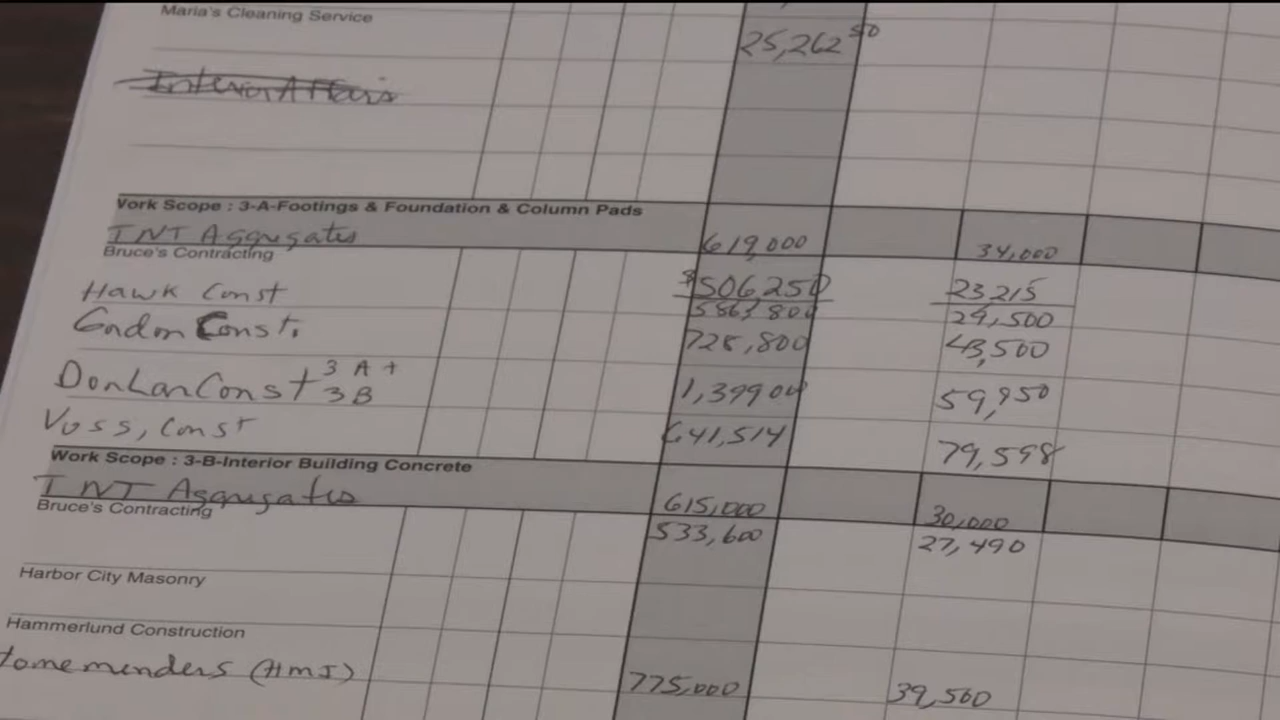 Maria's Cleaning Service
25,262 50
Interior Affairs
Work Scope : 3-A-Footings & Foundation & Column Pads
TNT Aggregates 619,000 34,000
Bruce's Contracting $506,250 23,215
Hawk Const 586,800 29,500
Const. 728,800 43,500
DonLan Const 3A + 3B 1,399,000 59,950
Voss, Const 641,514 79,598
Work Scope : 3-B-Interior Building Concrete
TNT Aggregates 615,000 30,000
Bruce's Contracting 533,600 27,490
Harbor City Masonry
Hammerlund Construction
Homemenders (HMI) 775,000 39,500